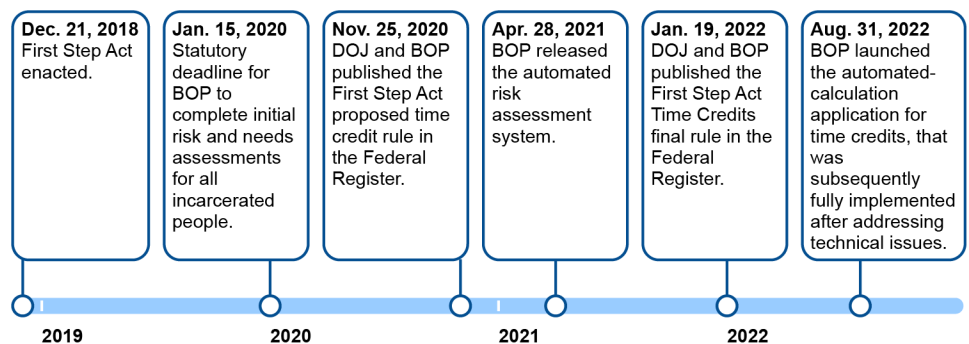 Dec. 21, 2018
First Step Act
enacted.
Jan. 15, 2020
Statutory
deadline for
BOP to
complete initial
risk and needs
assessments
for all
incarcerated
people.
Nov. 25, 2020
DOJ and BOP
published the
First Step Act
proposed time
credit rule in
the Federal
Register.
Apr. 28, 2021
BOP released
the automated
risk
assessment
system.
Jan. 19, 2022
DOJ and BOP
published the
First Step Act
Time Credits
final rule in the
Federal
Register.
Aug. 31, 2022
BOP launched
the automated-
calculation
application for
time credits, that
was
subsequently
fully implemented
after addressing
technical issues.
2019
2020
2021
2022